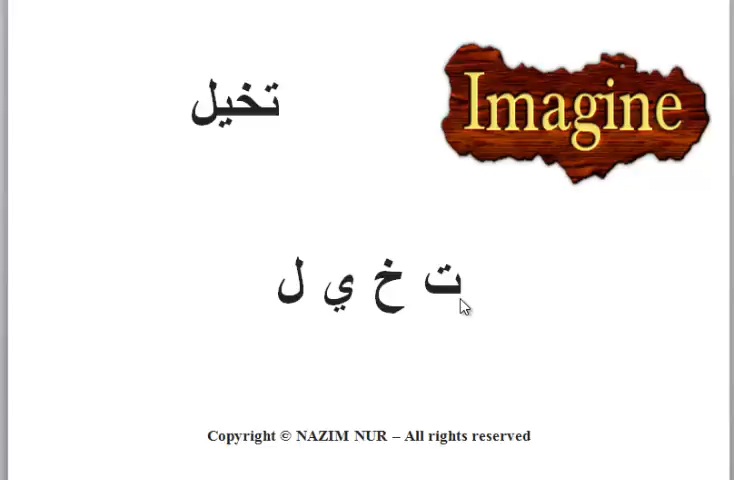 تخيل
Imagine
ت خ ي ل
Copyright © NAZIM NUR – All rights reserved